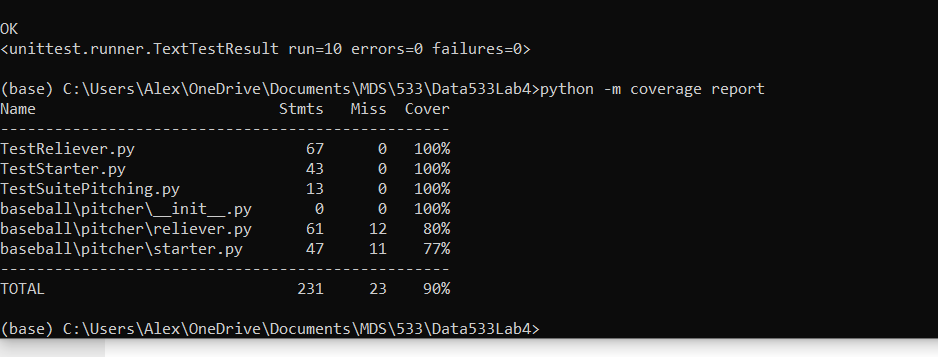 OK
<unittest.runner.TextTestResult run=10 errors=0 failures=0>
(base) C:\Users\Alex\OneDrive\Documents\MDS\533\Data533Lab4>python -m coverage report
Name                           Stmts   Miss  Cover
--------------------------------------------------
TestReliever.py                   67      0   100%
TestStarter.py                    43      0   100%
TestSuitePitching.py              13      0   100%
baseball\pitcher\__init__.py       0      0   100%
baseball\pitcher\reliever.py      61     12    80%
baseball\pitcher\starter.py       47     11    77%
--------------------------------------------------
TOTAL                            231     23    90%
(base) C:\Users\Alex\OneDrive\Documents\MDS\533\Data533Lab4>